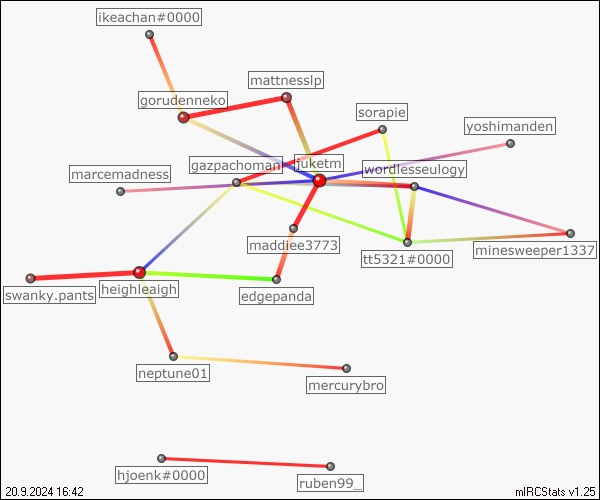 ikeachan#0000
mattnesslp
gorudenneko
sorapie
yoshimanden
gazpachoman
juketm
wordlesseulogy
marcemadness
maddiee3773
minesweeper1337
tt5321#0000
heighleaigh
swanky.pants
edgepanda
neptune01
mercurybro
hjoenk#0000
ruben99_
20.9.2024 16:42
mIRCStats v1.25